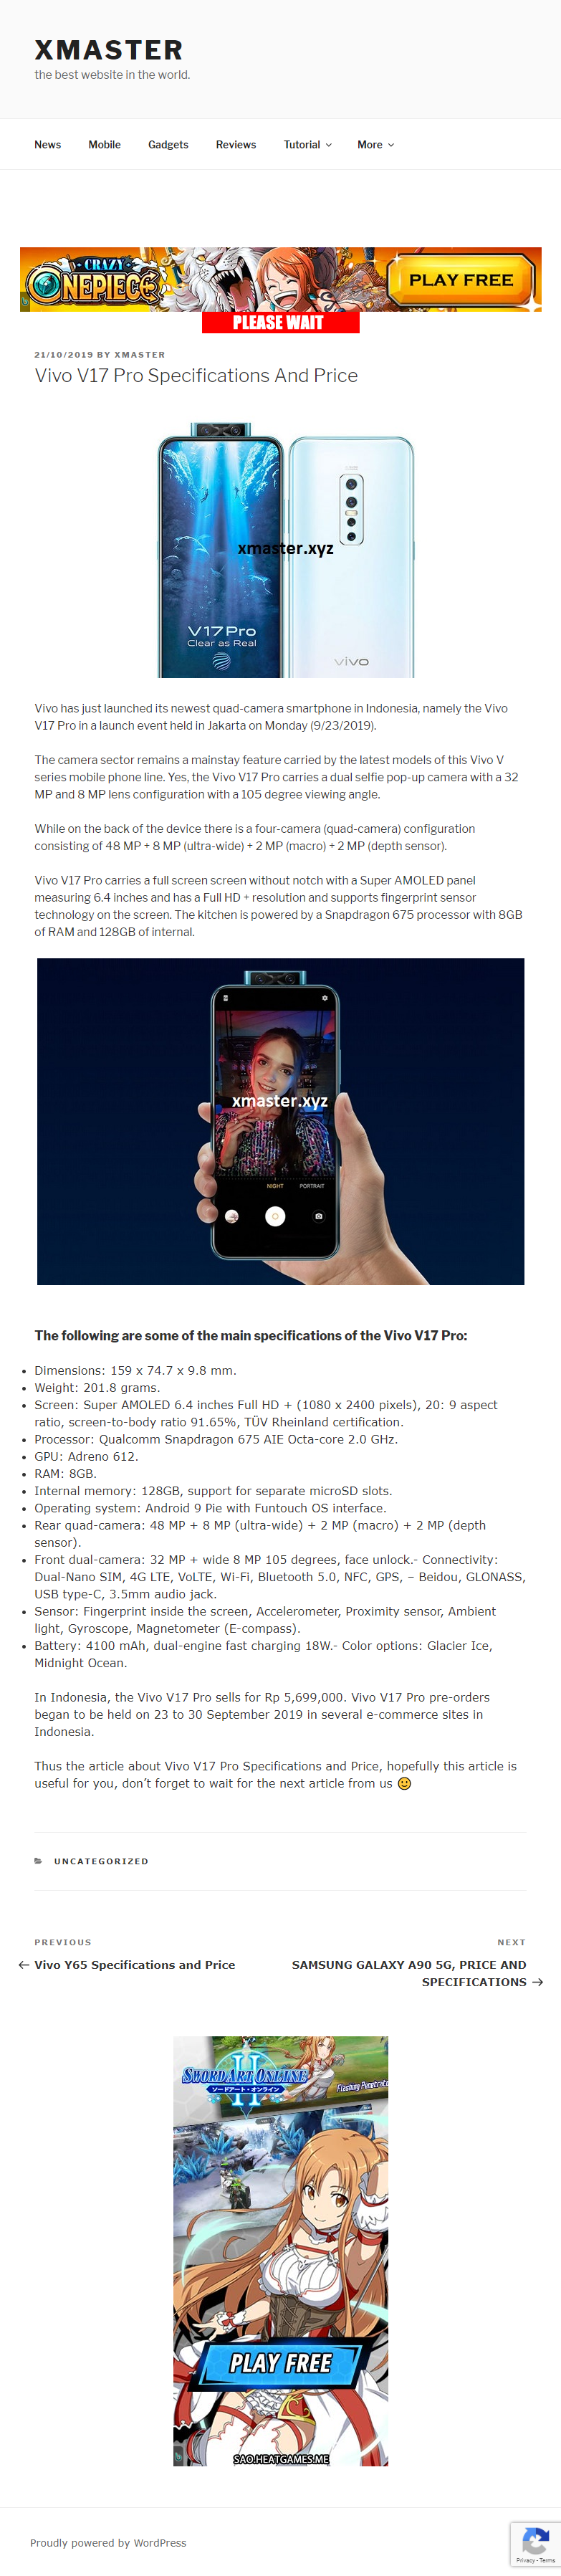 XMASTER
the best website in the world.
News Mobile Gadgets Reviews Tutorial More
CRAZY
ONEPIECE
PLAY FREE
PLEASE WAIT
21/10/2019 BY XMASTER
Vivo V17 Pro Specifications And Price
xmaster.xyz
V17Pro
Clear as Real
vivo
Vivo has just launched its newest quad-camera smartphone in Indonesia, namely the Vivo
V17 Pro in a launch event held in Jakarta on Monday (9/23/2019).
The camera sector remains a mainstay feature carried by the latest models of this Vivo V
series mobile phone line. Yes, the Vivo V17 Pro carries a dual selfie pop-up camera with a 32
MP and 8 MP lens configuration with a 105 degree viewing angle.
While on the back of the device there is a four-camera (quad-camera) configuration
consisting of 48 MP + 8 MP (ultra-wide) + 2 MP (macro) + 2 MP (depth sensor).
Vivo V17 Pro carries a full screen screen without notch with a Super AMOLED panel
measuring 6.4 inches and has a Full HD + resolution and supports fingerprint sensor
technology on the screen. The kitchen is powered by a Snapdragon 675 processor with 8GB
of RAM and 128GB of internal.
xmaster.xyz
NIGHT PORTRAIT
The following are some of the main specifications of the Vivo V17 Pro:
• Dimensions: 159 x 74.7 x 9.8 mm.
• Weight: 201.8 grams.
• Screen: Super AMOLED 6.4 inches Full HD + (1080 x 2400 pixels), 20: 9 aspect
ratio, screen-to-body ratio 91.65%, TÜV Rheinland certification.
• Processor: Qualcomm Snapdragon 675 AIE Octa-core 2.0 GHz.
• GPU: Adreno 612.
• RAM: 8GB.
• Internal memory: 128GB, support for separate microSD slots.
• Operating system: Android 9 Pie with Funtouch OS interface.
• Rear quad-camera: 48 MP + 8 MP (ultra-wide) + 2 MP (macro) + 2 MP (depth
sensor).
• Front dual-camera: 32 MP + wide 8 MP 105 degrees, face unlock.- Connectivity:
Dual-Nano SIM, 4G LTE, VoLTE, Wi-Fi, Bluetooth 5.0, NFC, GPS, – Beidou, GLONASS,
USB type-C, 3.5mm audio jack.
• Sensor: Fingerprint inside the screen, Accelerometer, Proximity sensor, Ambient
light, Gyroscope, Magnetometer (E-compass).
• Battery: 4100 mAh, dual-engine fast charging 18W.- Color options: Glacier Ice,
Midnight Ocean.
In Indonesia, the Vivo V17 Pro sells for Rp 5,699,000. Vivo V17 Pro pre-orders
began to be held on 23 to 30 September 2019 in several e-commerce sites in
Indonesia.
Thus the article about Vivo V17 Pro Specifications and Price, hopefully this article is
useful for you, don’t forget to wait for the next article from us 🙂
UNCATEGORIZED
PREVIOUS
← Vivo Y65 Specifications and Price
NEXT
SAMSUNG GALAXY A90 5G, PRICE AND
SPECIFICATIONS →
SWORD ART ONLINE
II
ソードアート・オンライン
Flashing Penetrato
PLAY FREE
SAO.HEATGAMES.ME
Proudly powered by WordPress
Privacy - Terms